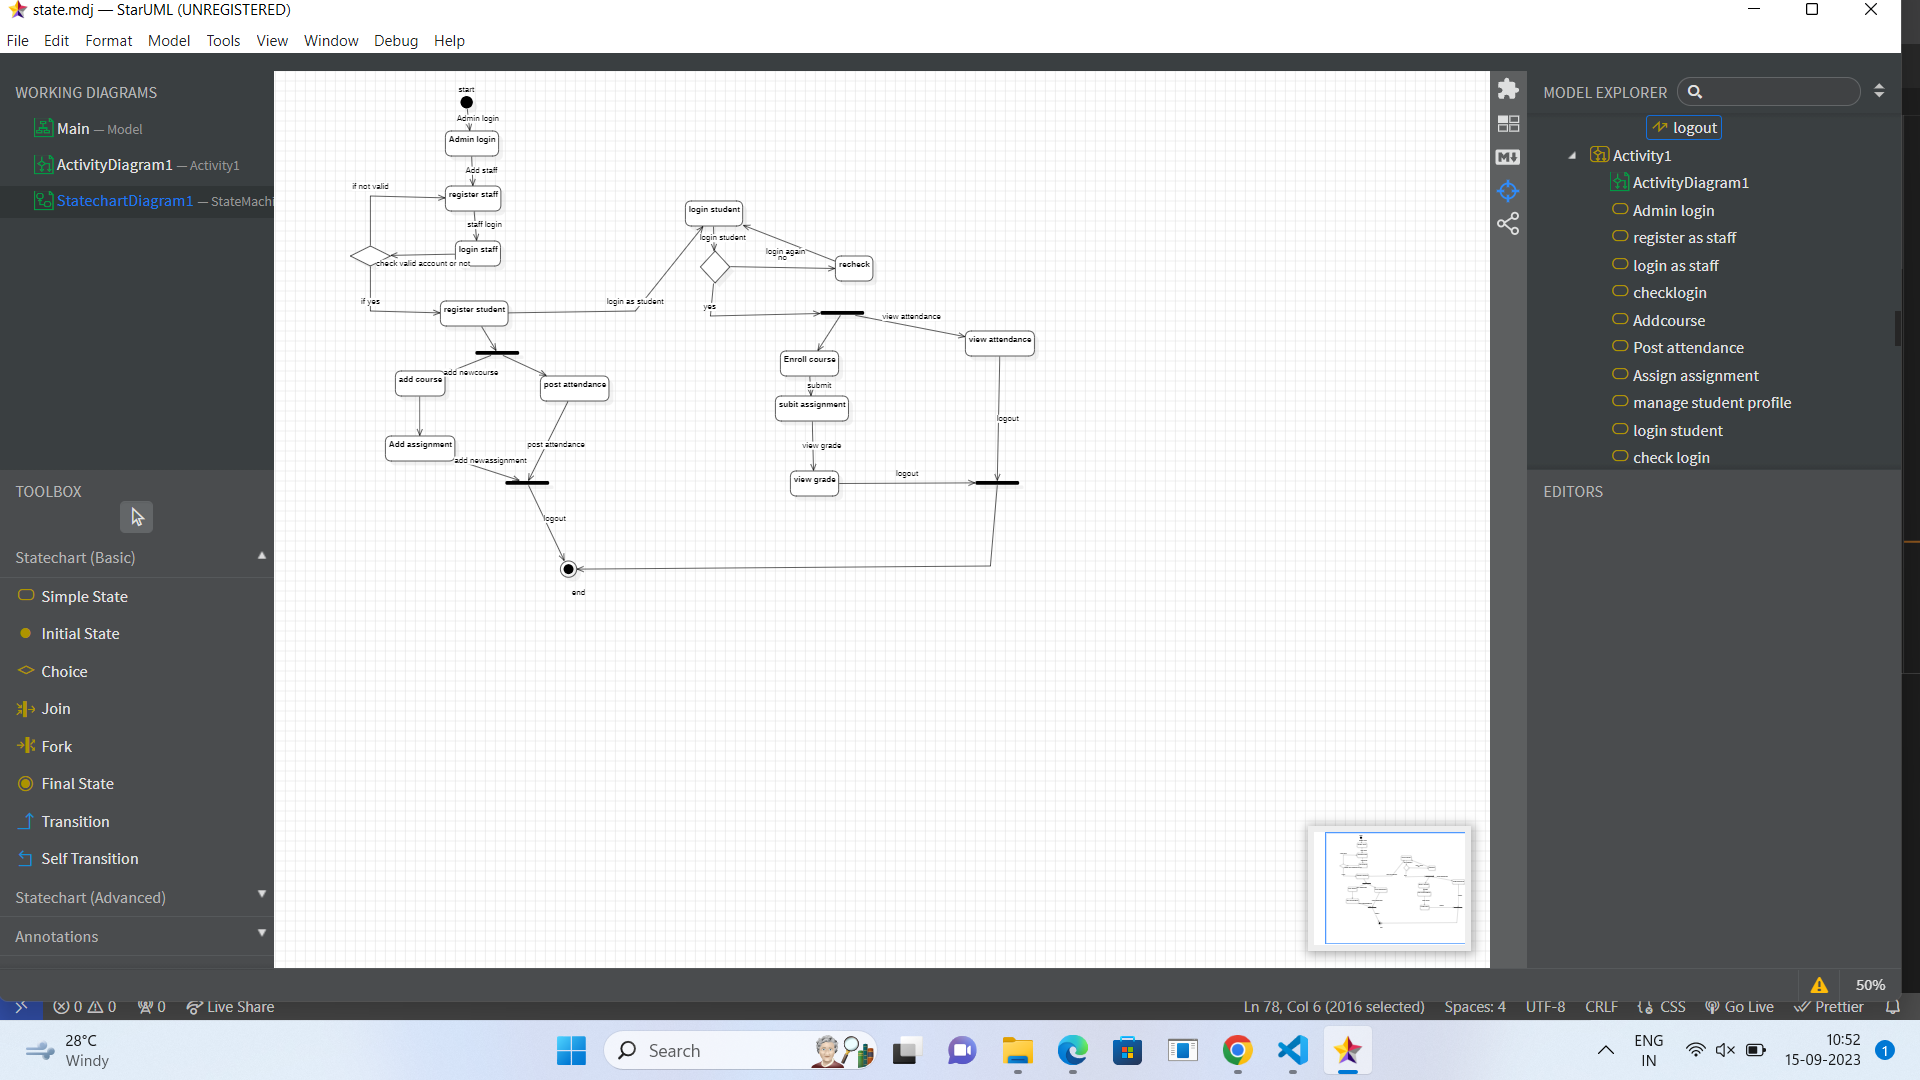 state.mdj — StarUML (UNREGISTERED)
File Edit Format Model Tools View Window Debug Help
WORKING DIAGRAMS
Main — Model
ActivityDiagram1 — Activity1
StatechartDiagram1 — StateMachi
TOOLBOX
Statechart (Basic)
Simple State
Initial State
Choice
Join
Fork
Final State
Transition
Self Transition
Statechart (Advanced)
Annotations
start
Admin login
Admin login
Add staff
if not valid
register staff
staff login
login staff
check valid account or not
if yes
register student
login as student
add newcourse
add course
post attendance
Add assignment
post attendance
add newassignment
logout
end
login student
login student
login again
no
recheck
yes
view attendance
view attendance
Enroll course
submit
subit assignment
logout
view grade
view grade
logout
MODEL EXPLORER
logout
Activity1
ActivityDiagram1
Admin login
register as staff
login as staff
checklogin
Addcourse
Post attendance
Assign assignment
manage student profile
login student
check login
EDITORS
50%
0 0 0 Live Share
Ln 78, Col 6 (2016 selected) Spaces: 4 UTF-8 CRLF CSS Go Live Prettier
28°C
Windy
Search
ENG
IN
10:52
15-09-2023
1